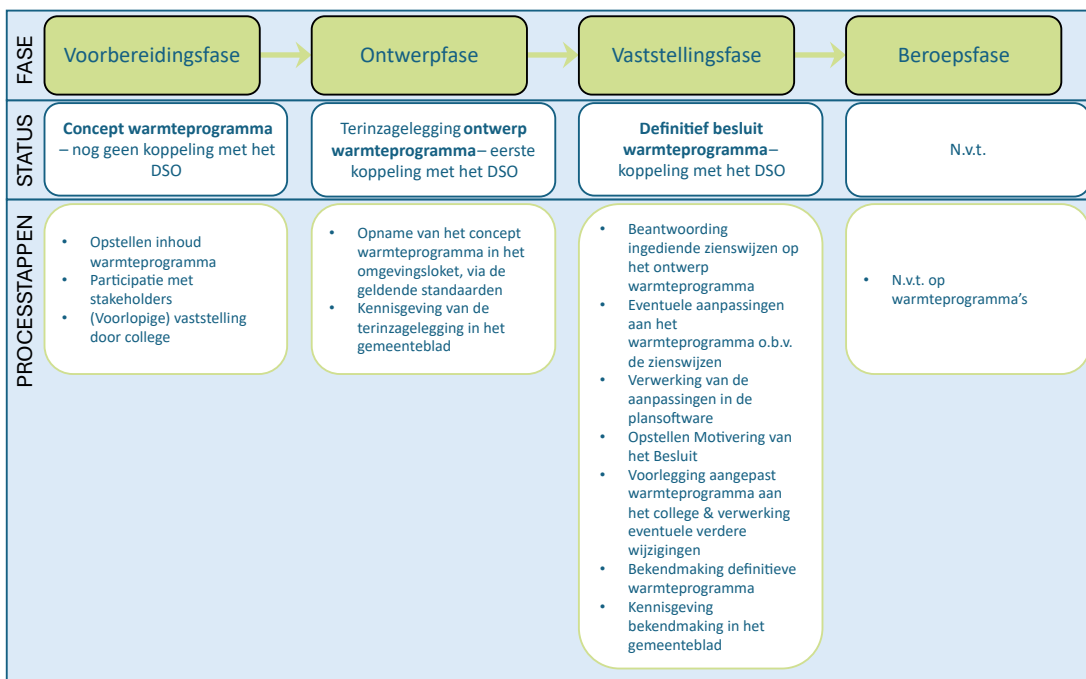 FASE
Voorbereidingsfase
Ontwerpfase
Vaststellingsfase
Beroepsfase
STATUS
Concept warmteprogramma
– nog geen koppeling met het
DSO
Terinzagelegging ontwerp
warmteprogramma– eerste
koppeling met het DSO
Definitief besluit
warmteprogramma–
koppeling met het DSO
N.v.t.
PROCESSTAPPEN
• Opstellen inhoud
warmteprogramma
• Participatie met
stakeholders
• (Voorlopige) vaststelling
door college
• Opname van het concept
warmteprogramma in het
omgevingsloket, via de
geldende standaarden
• Kennisgeving van de
terinzagelegging in het
gemeenteblad
• Beantwoording
ingediende zienswijzen op
het ontwerp
warmteprogramma
• Eventuele aanpassingen
aan het
warmteprogramma o.b.v.
de zienswijzen
• Verwerking van de
aanpassingen in de
plansoftware
• Opstellen Motivering van
het Besluit
• Voorlegging aangepast
warmteprogramma aan
het college & verwerking
eventuele verdere
wijzigingen
• Bekendmaking definitieve
warmteprogramma
• Kennisgeving
bekendmaking in het
gemeenteblad
• N.v.t. op
warmteprogramma's